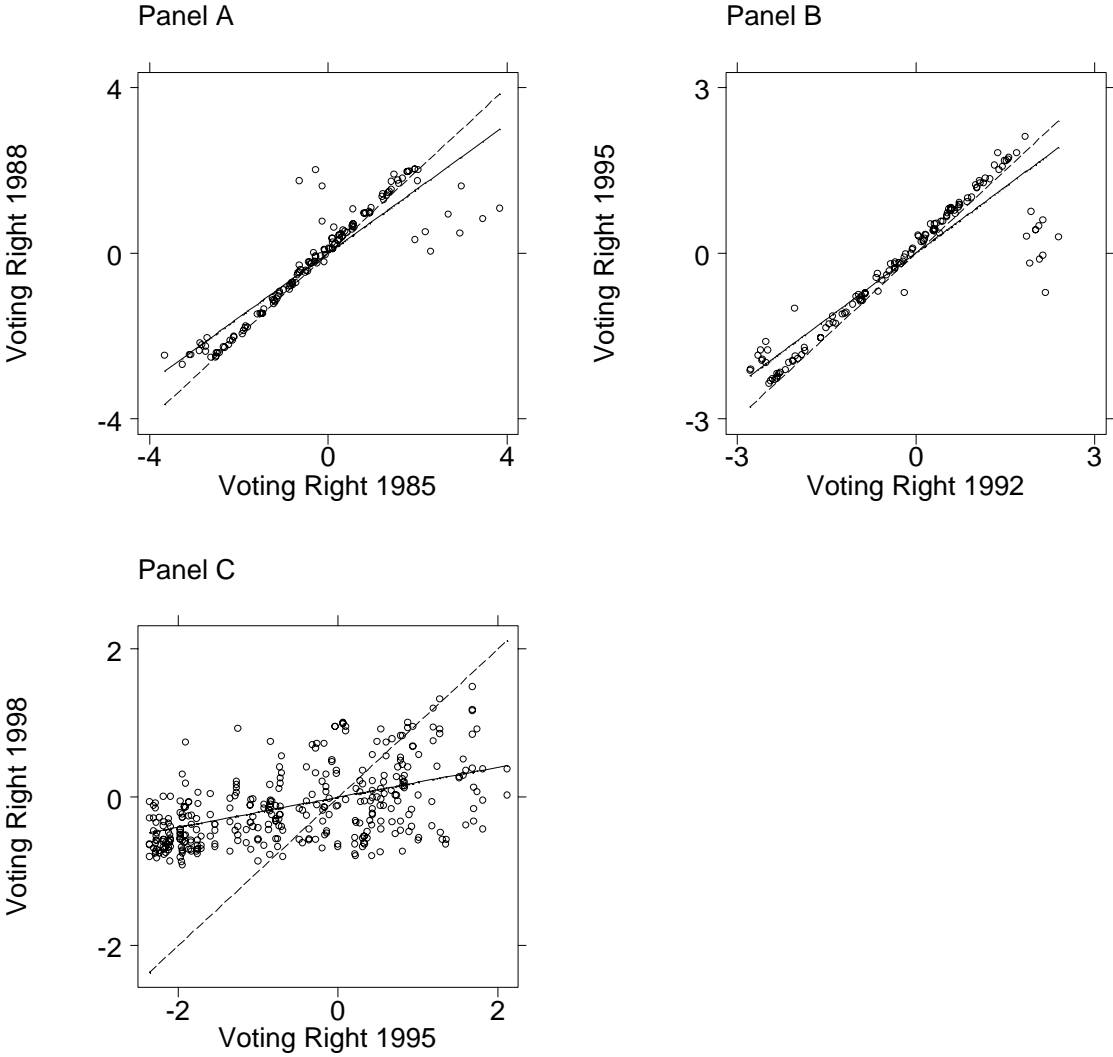 Panel A
Voting Right 1988
4
0
-4
-4 0 4
Voting Right 1985
Panel B
Voting Right 1995
3
0
-3
-3 0 3
Voting Right 1992
Panel C
Voting Right 1998
2
0
-2
-2 0 2
Voting Right 1995